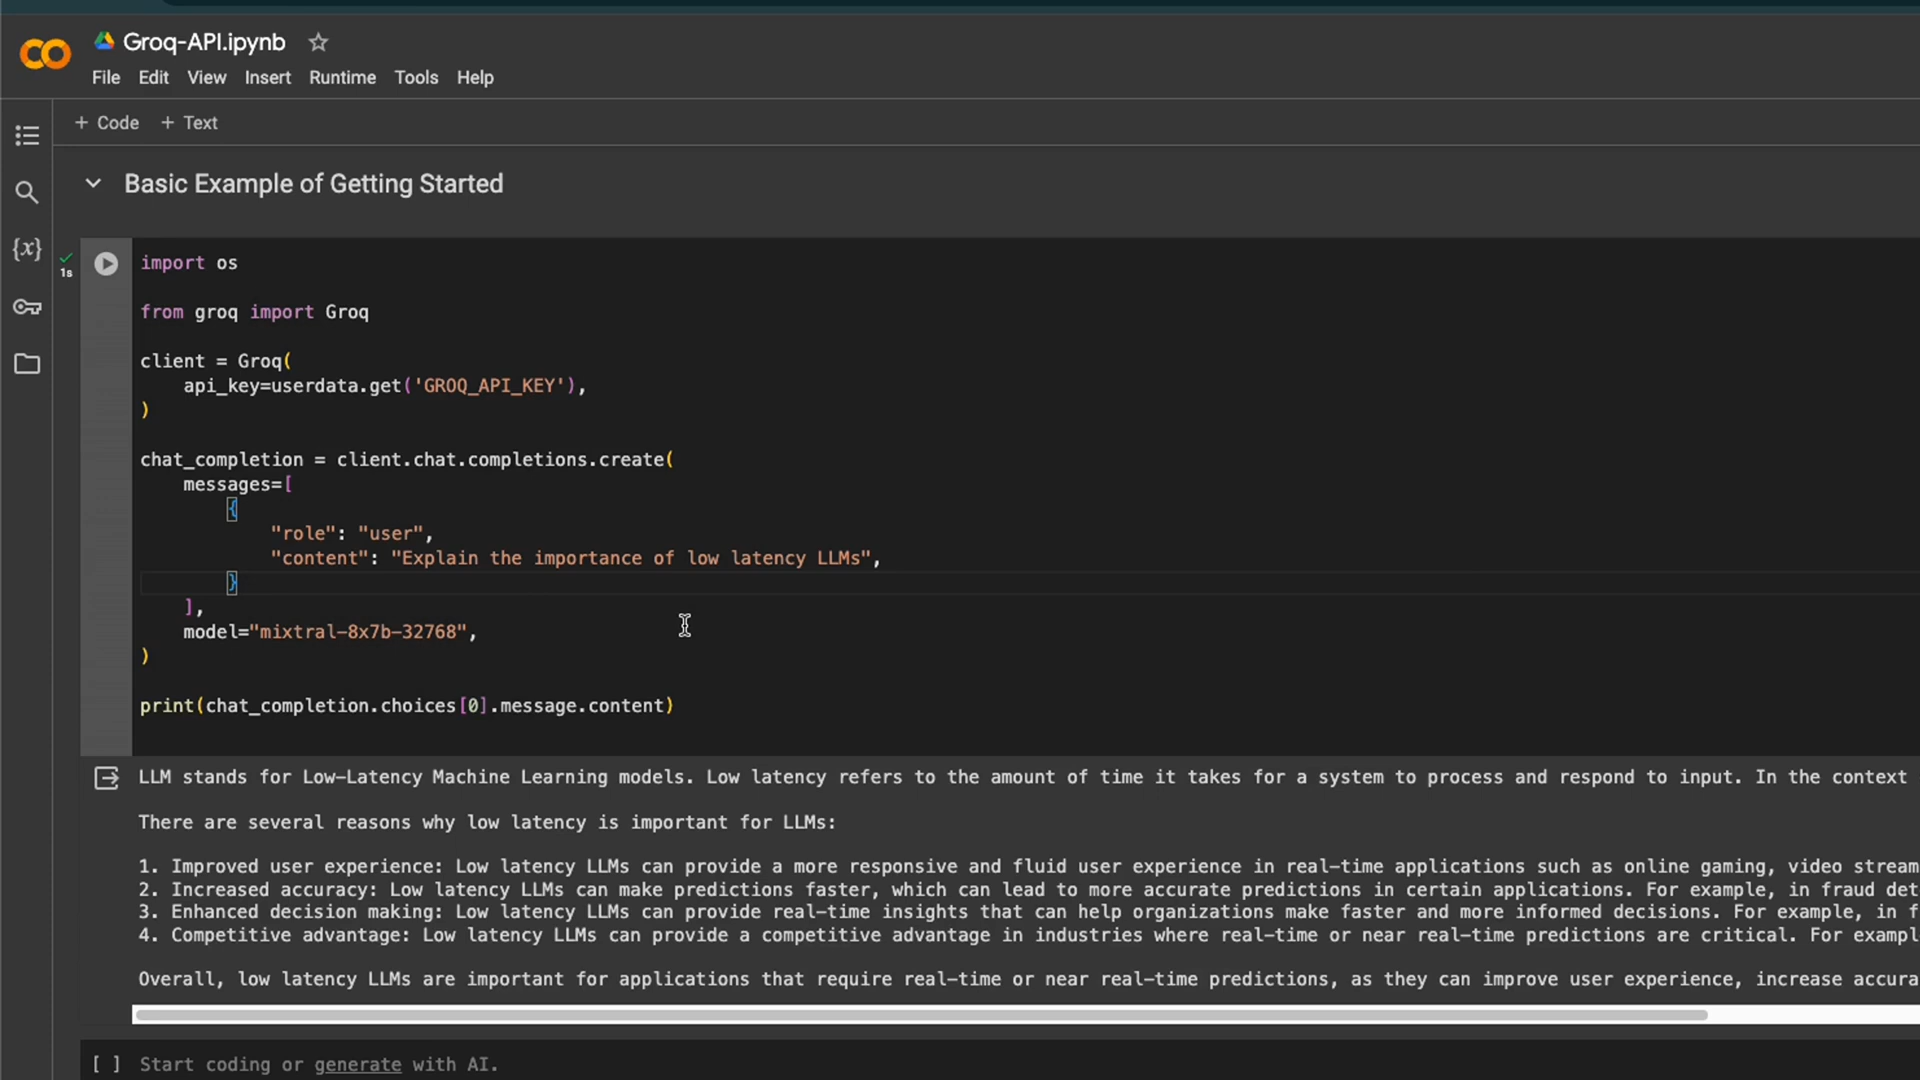 Groq-API.ipynb
File Edit View Insert Runtime Tools Help
+ Code + Text
Basic Example of Getting Started
{x}
1s
import os
from groq import Groq
client = Groq(
    api_key=userdata.get('GROQ_API_KEY'),
)
chat_completion = client.chat.completions.create(
    messages=[
        {
            "role": "user",
            "content": "Explain the importance of low latency LLMs",
        }
    ],
    model="mixtral-8x7b-32768",
)
print(chat_completion.choices[0].message.content)
LLM stands for Low-Latency Machine Learning models. Low latency refers to the amount of time it takes for a system to process and respond to input. In the context
There are several reasons why low latency is important for LLMs:
1. Improved user experience: Low latency LLMs can provide a more responsive and fluid user experience in real-time applications such as online gaming, video stream
2. Increased accuracy: Low latency LLMs can make predictions faster, which can lead to more accurate predictions in certain applications. For example, in fraud det
3. Enhanced decision making: Low latency LLMs can provide real-time insights that can help organizations make faster and more informed decisions. For example, in f
4. Competitive advantage: Low latency LLMs can provide a competitive advantage in industries where real-time or near real-time predictions are critical. For exampl
Overall, low latency LLMs are important for applications that require real-time or near real-time predictions, as they can improve user experience, increase accura
[ ] Start coding or generate with AI.